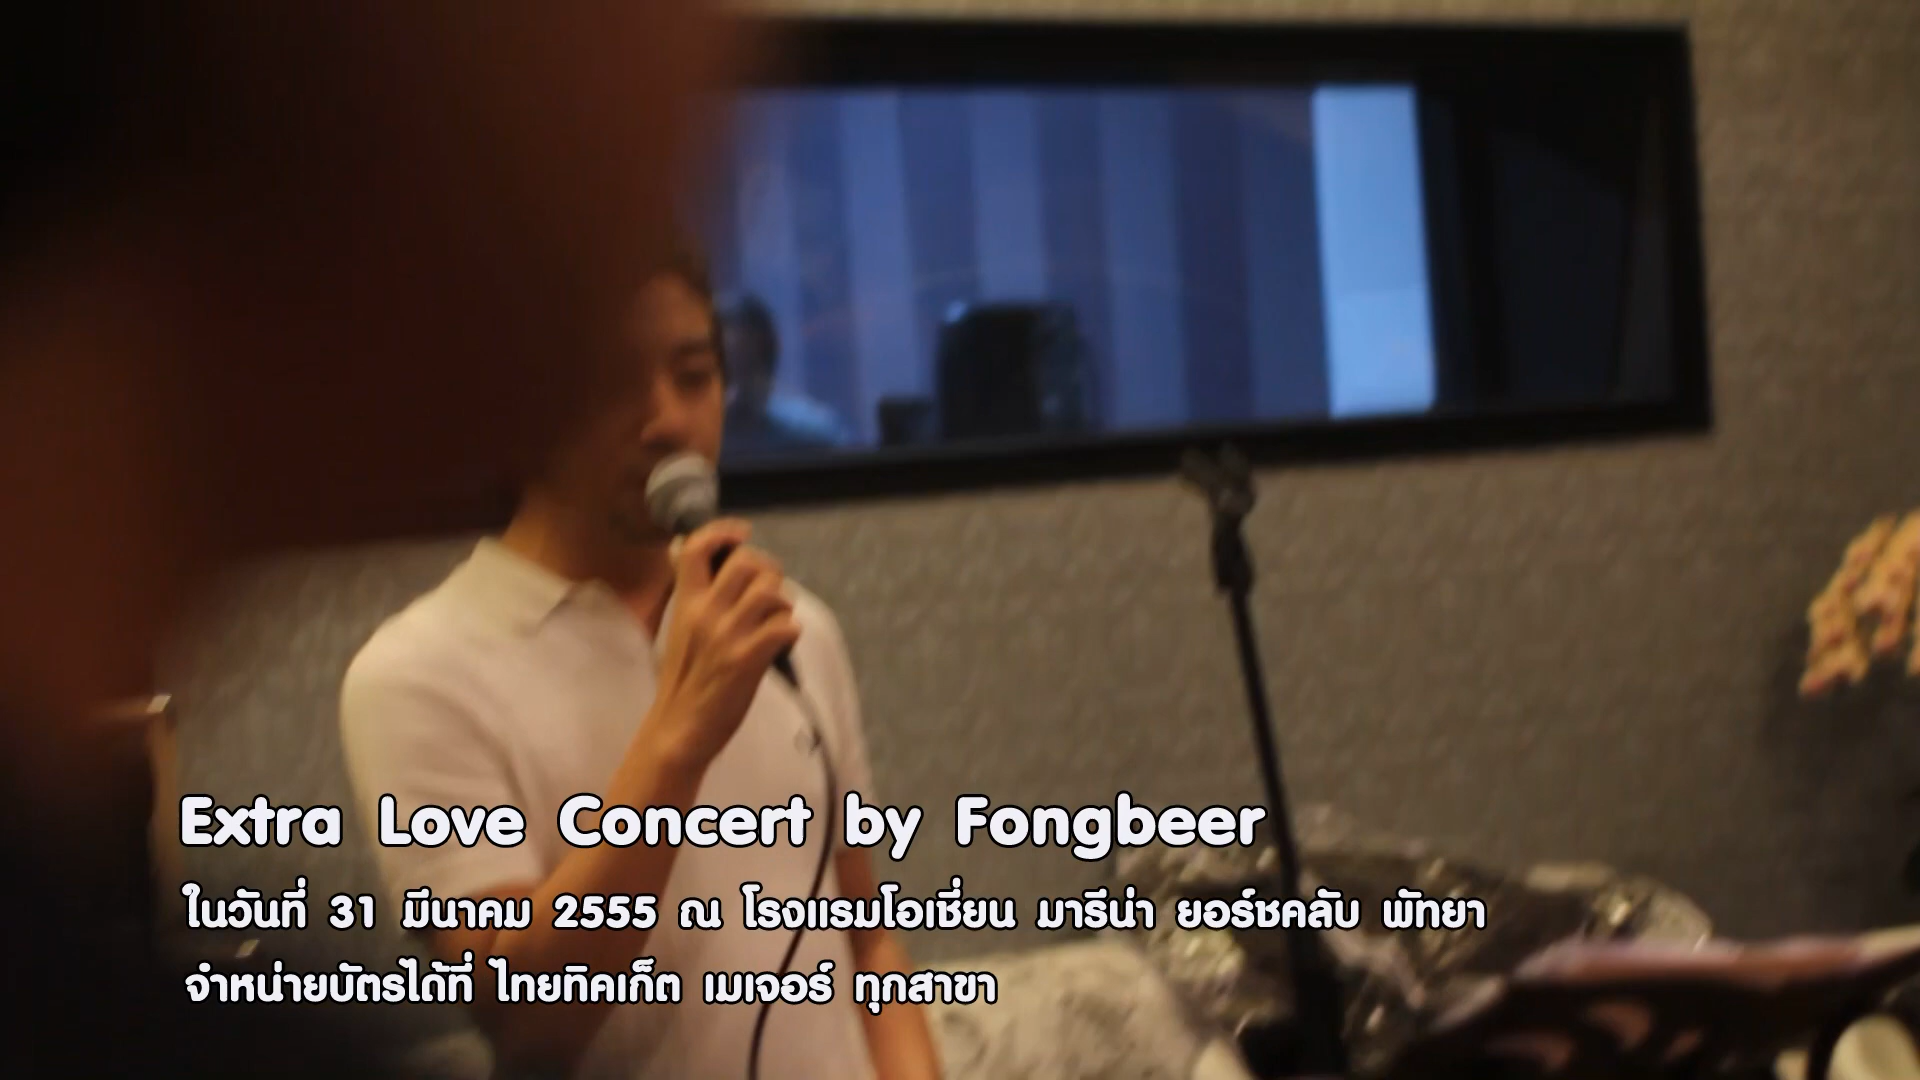 Extra Love Concert by Fongbeer
ในวันที่ 31 มีนาคม 2555 ณ โรงแรมโอเชี่ยน มารีน่า ยอร์ชคลับ พัทยา
จำหน่ายบัตรได้ที่ ไทยทิคเก็ต เมเจอร์ ทุกสาขา